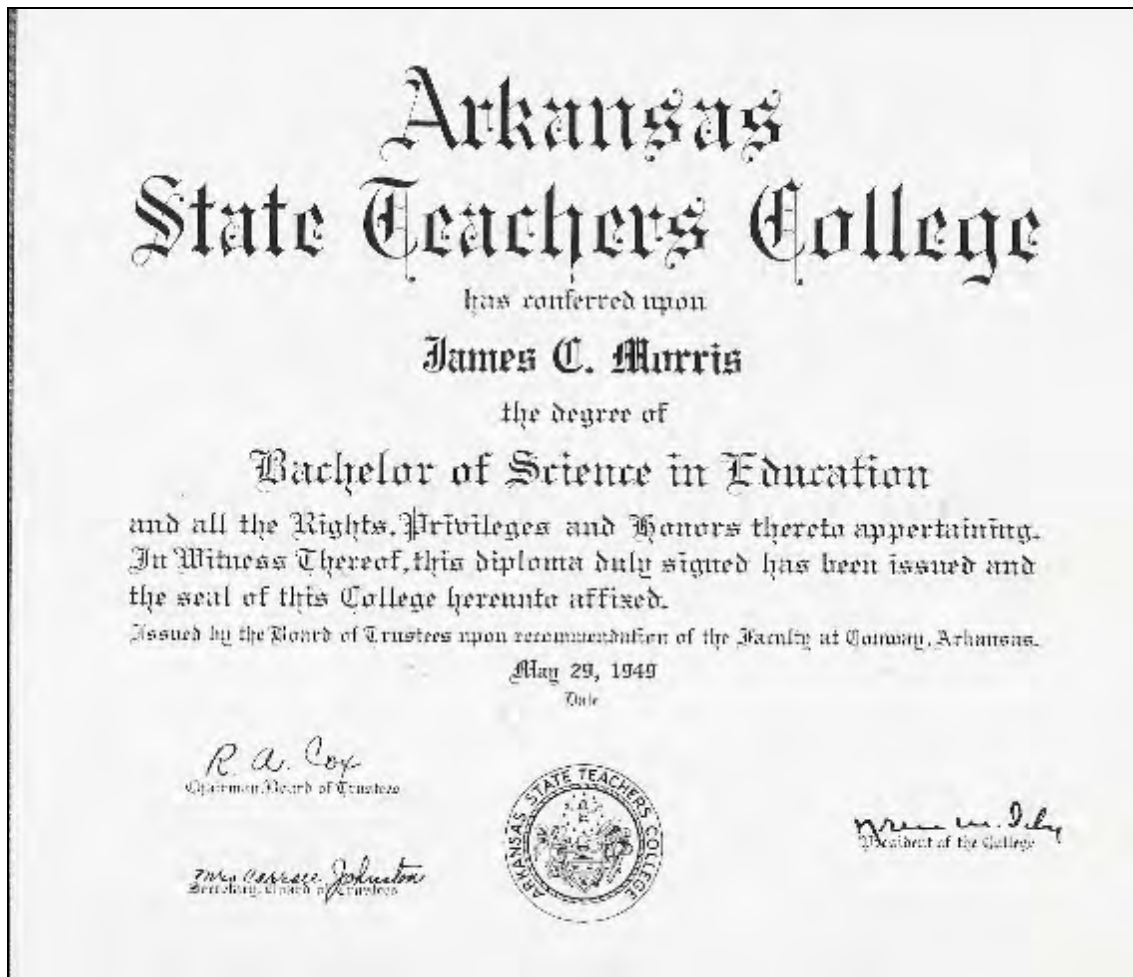 Arkansas
State Teachers College
has conferred upon
James C. Morris
the degree of
Bachelor of Science in Education
and all the Rights, Privileges and Honors thereto appertaining.
In Witness Thereof, this diploma duly signed has been issued and
the seal of this College hereunto affixed.
Issued by the Board of Trustees upon recommendation of the Faculty at Conway, Arkansas.
May 29, 1949
Date
R. A. Cox
Chairman Board of Trustees
Mrs Johnston
Secretary, Board of Trustees
ARKANSAS STATE TEACHERS COLLEGE
President of the College